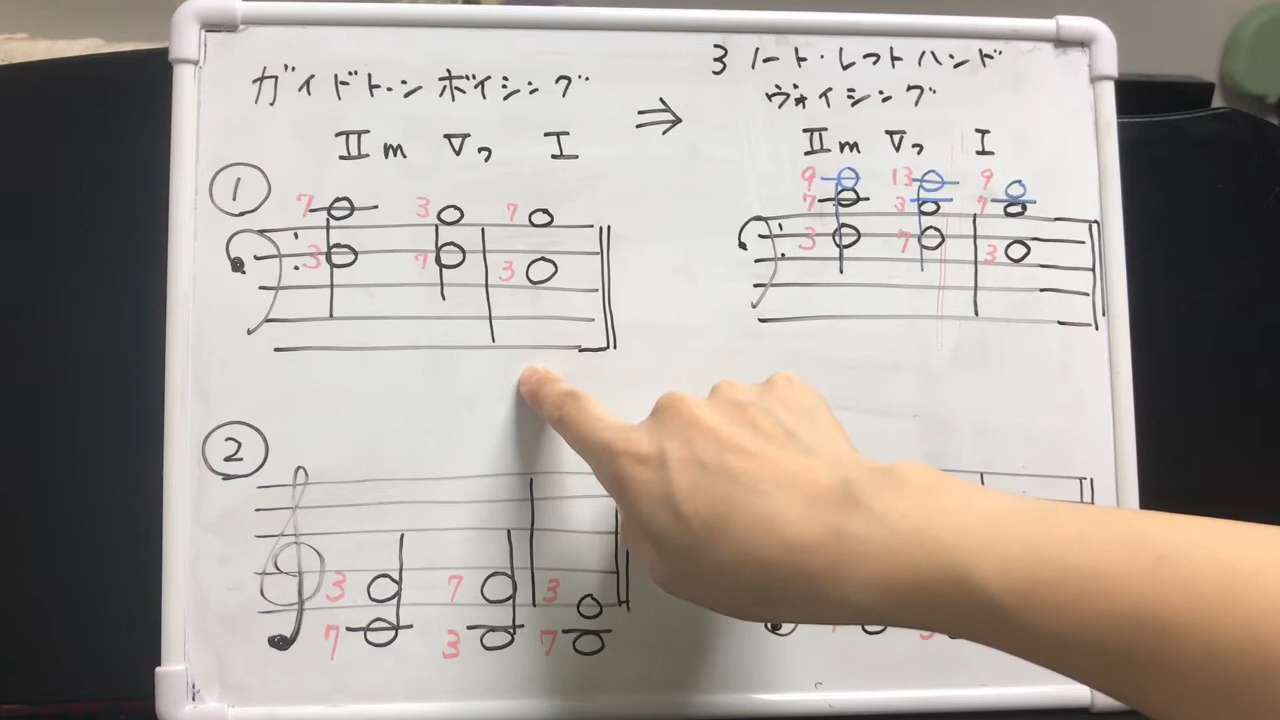 ガイドトーンボイシング
⇒
3ノート・レフトハンド
ヴォイシング
Ⅱm Ⅴ7 Ⅰ
Ⅱm Ⅴ7 Ⅰ
①
7 3 7
3 7 3
9 13 9
7 3 7
3 7 3
②
3 7 3
7 3 7